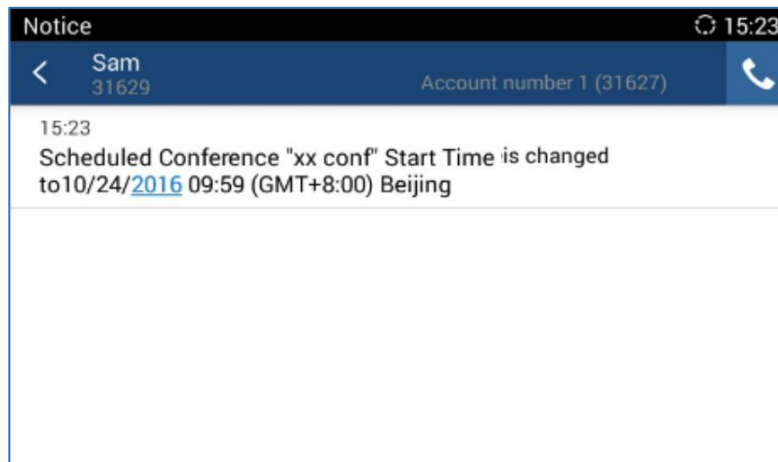 Notice 15:23
Sam
31629
Account number 1 (31627)
15:23
Scheduled Conference "xx conf" Start Time is changed
to10/24/2016 09:59 (GMT+8:00) Beijing